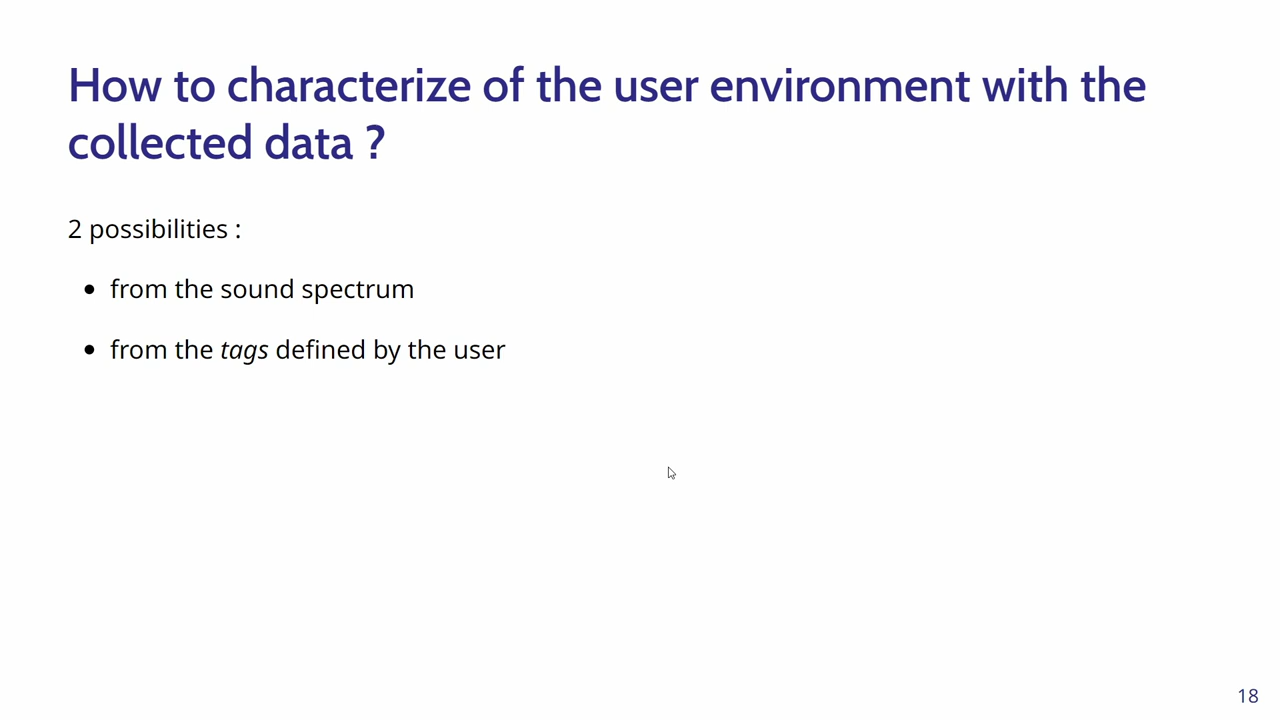 How to characterize of the user environment with the
collected data ?
2 possibilities :
• from the sound spectrum
• from the tags defined by the user
18